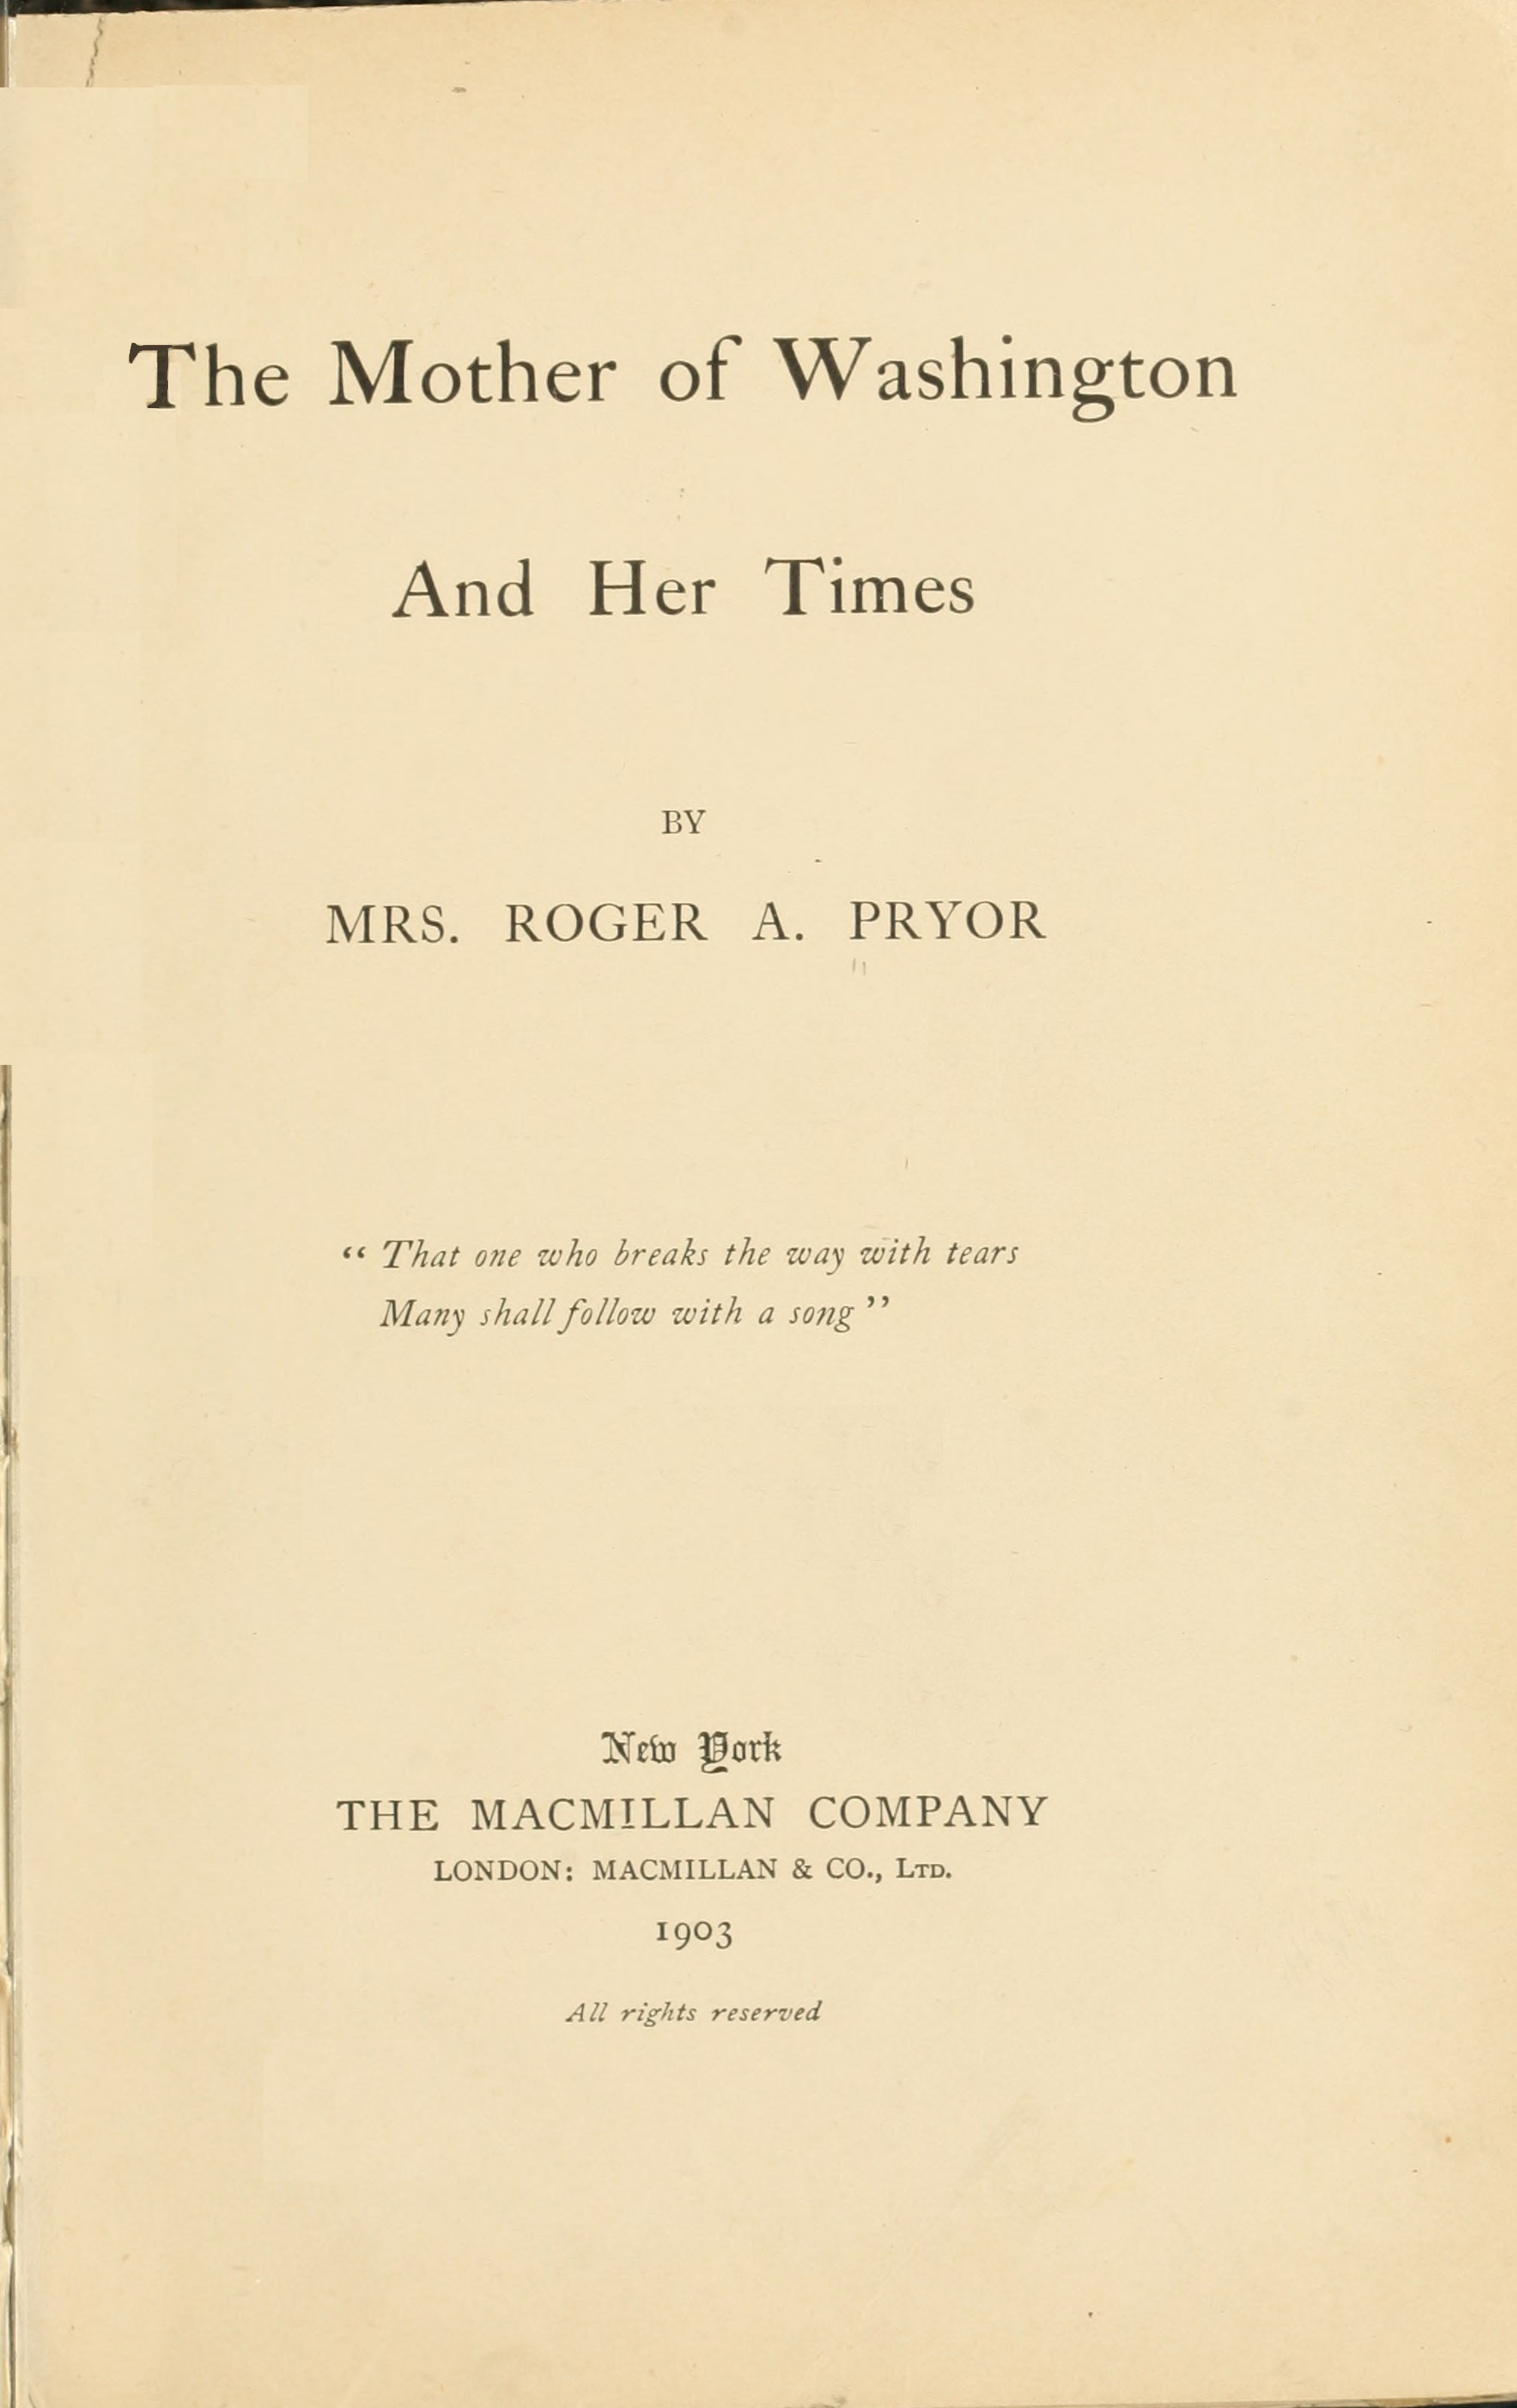 The Mother of Washington
And Her Times
BY
MRS. ROGER A. PRYOR
“ That one who breaks the way with tears
Many shall follow with a song ”
New York
THE MACMILLAN COMPANY
LONDON: MACMILLAN & CO., LTD.
1903
All rights reserved